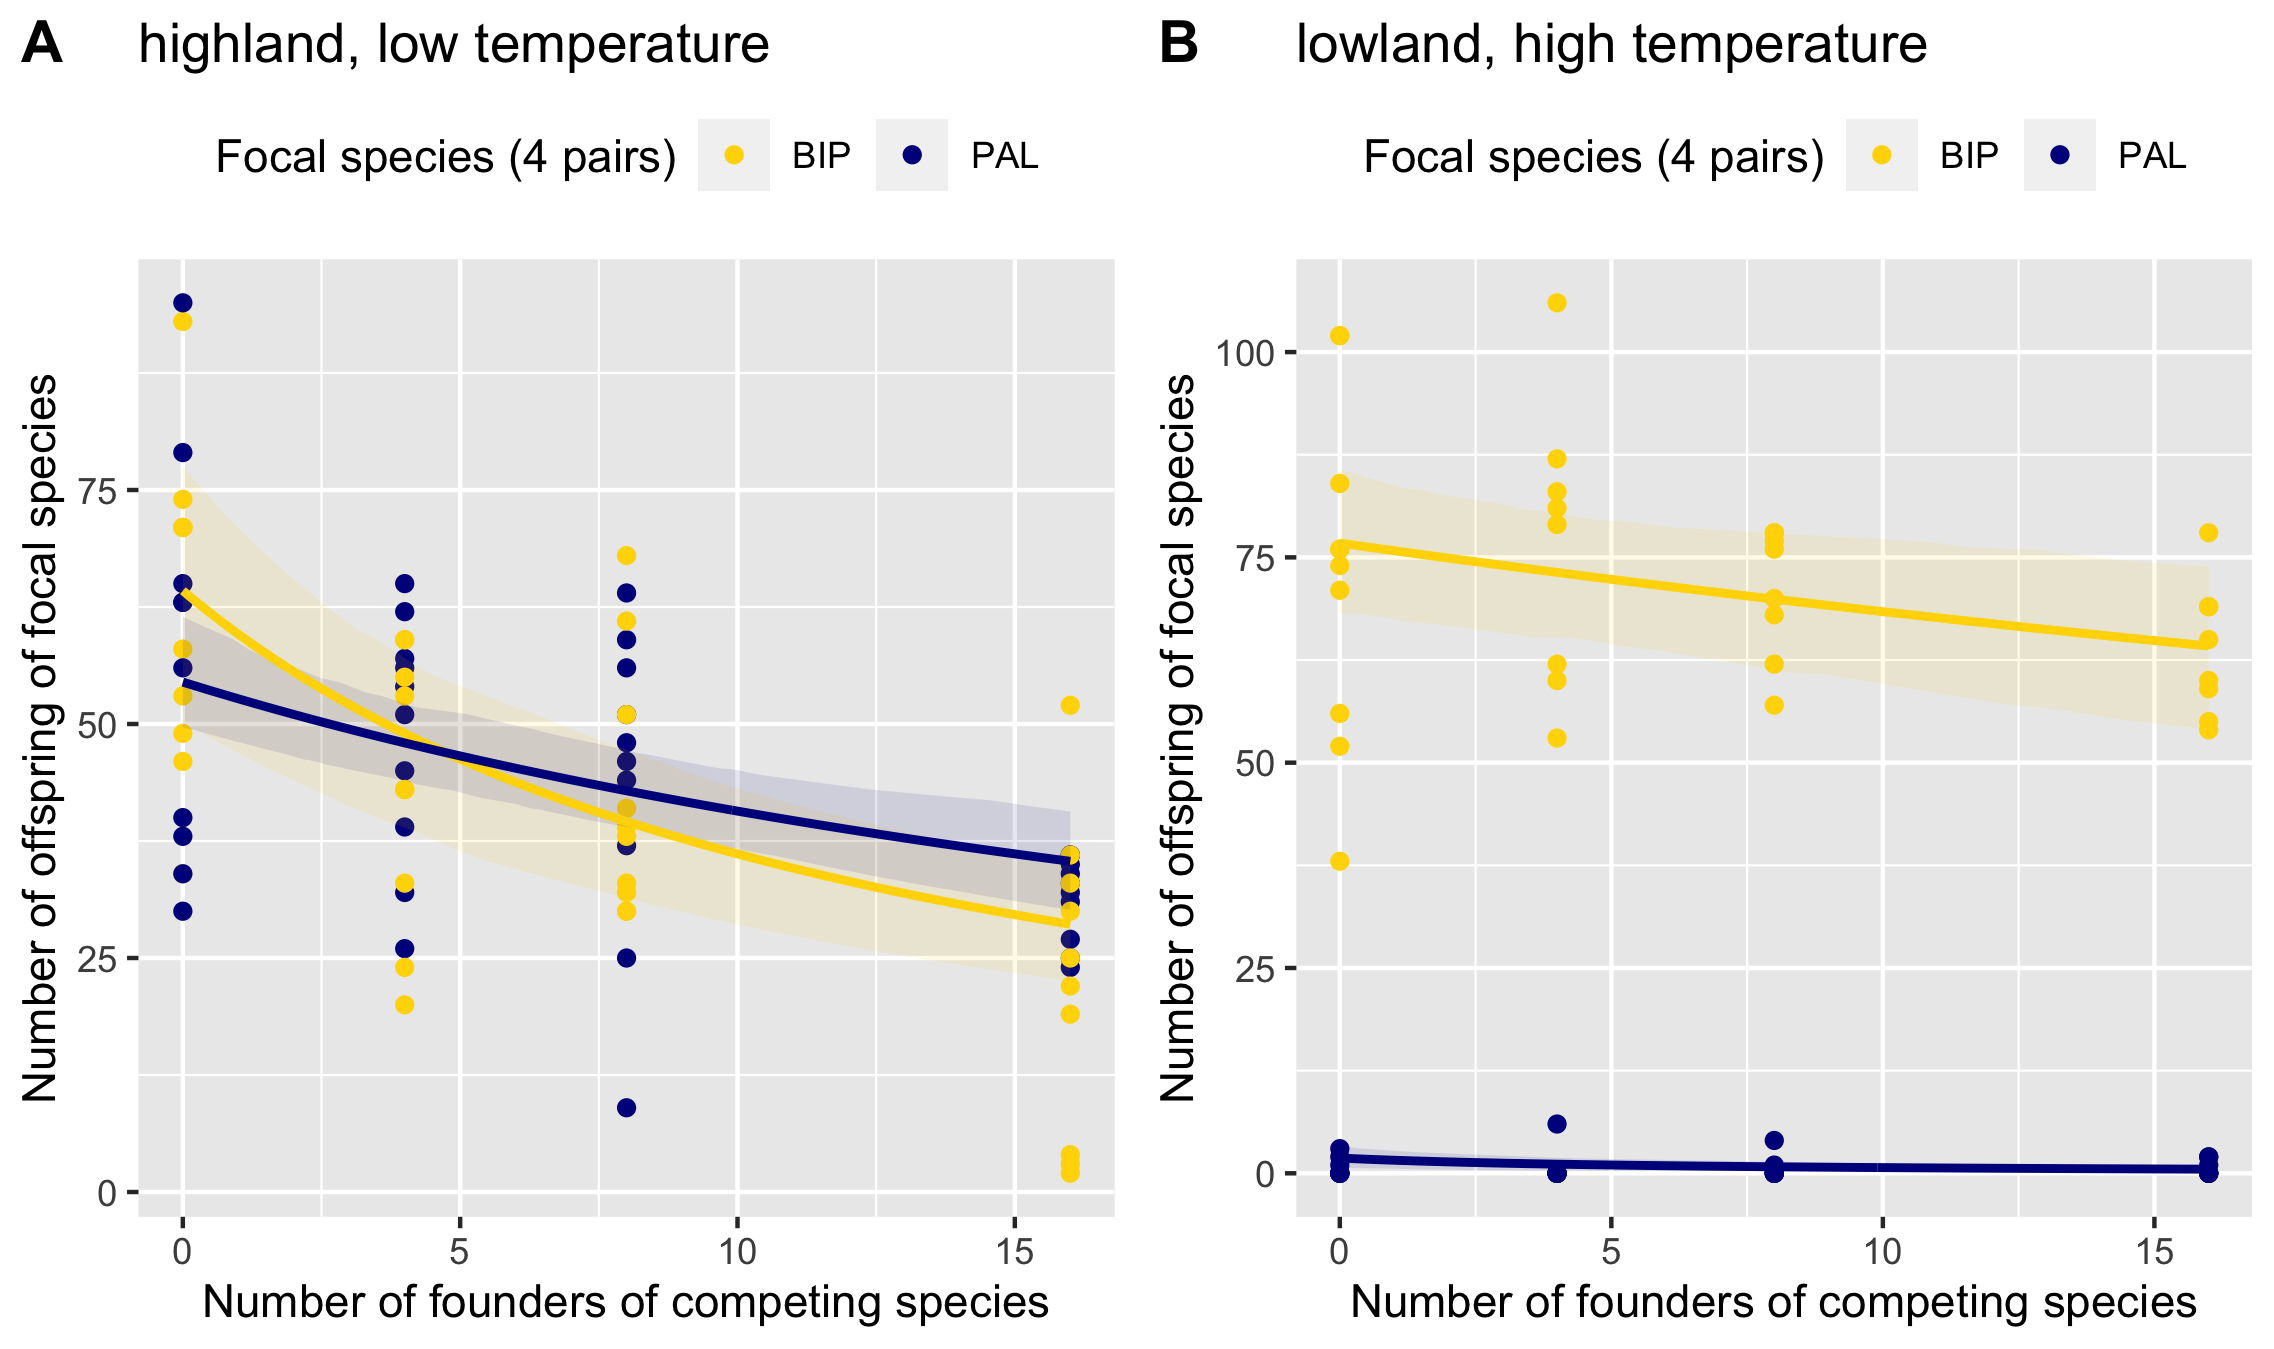 A highland, low temperature
Focal species (4 pairs) BIP PAL
Number of offspring of focal species
75
50
25
0
0 5 10 15
Number of founders of competing species
B lowland, high temperature
Focal species (4 pairs) BIP PAL
Number of offspring of focal species
100
75
50
25
0
0 5 10 15
Number of founders of competing species